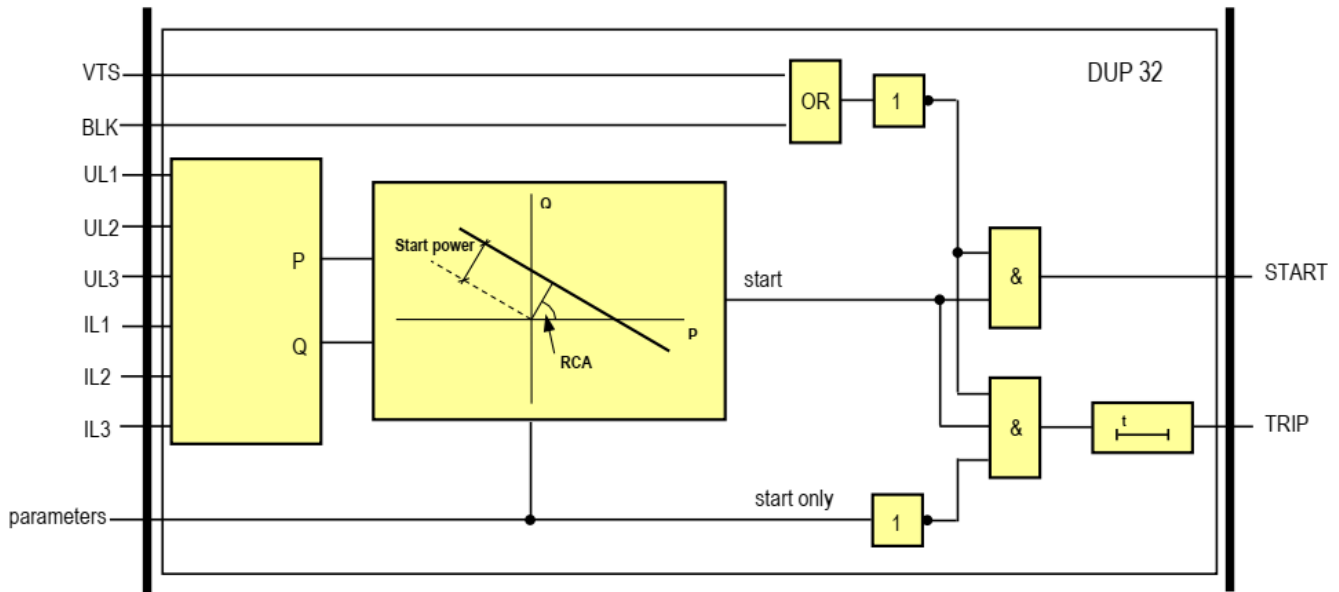 DUP 32
VTS
OR
1
BLK
UL1
UL2
UL3
IL1
IL2
IL3
P
Q
Q
Start power
P
RCA
start
&
START
&
t
TRIP
parameters
start only
1